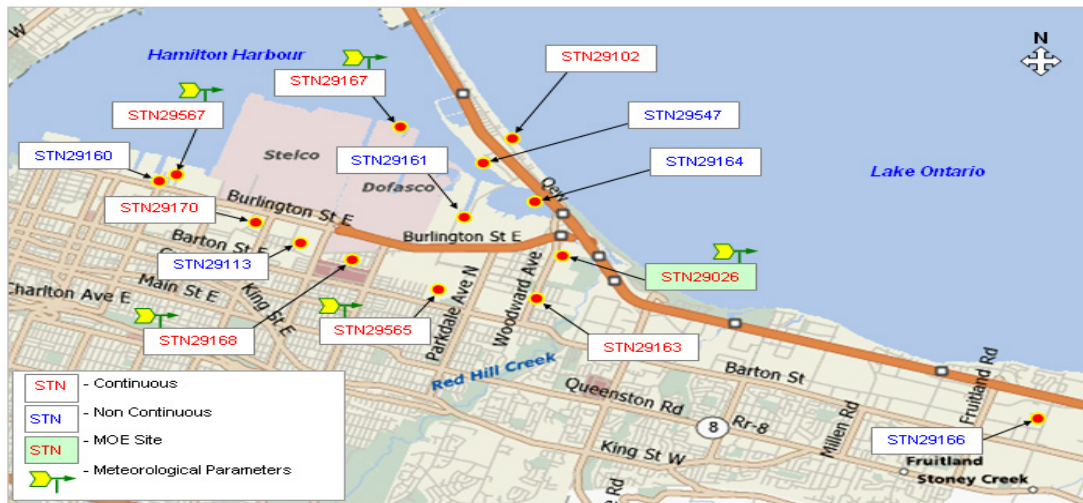 W
Hamilton Harbour
N
STN29102
STN29167
STN29567
STN29547
STN29160
STN29161
STN29164
Stelco
Dofasco
Lake Ontario
Qew
STN29170
Burlington St E
Burlington St E
Barton St E
STN29113
STN29026
Main St E
King St E
Charlton Ave E
Parkdale Ave N
Woodward Ave
STN29168
STN29565
STN29163
Red Hill Creek
Barton St
Queenston Rd
Fruitland Rd
Millen Rd
Rr-8
8
King St W
STN29166
Fruitland
Stoney Creek
e Rd
STN - Continuous
STN - Non Continuous
STN - MOE Site
- Meteorological Parameters